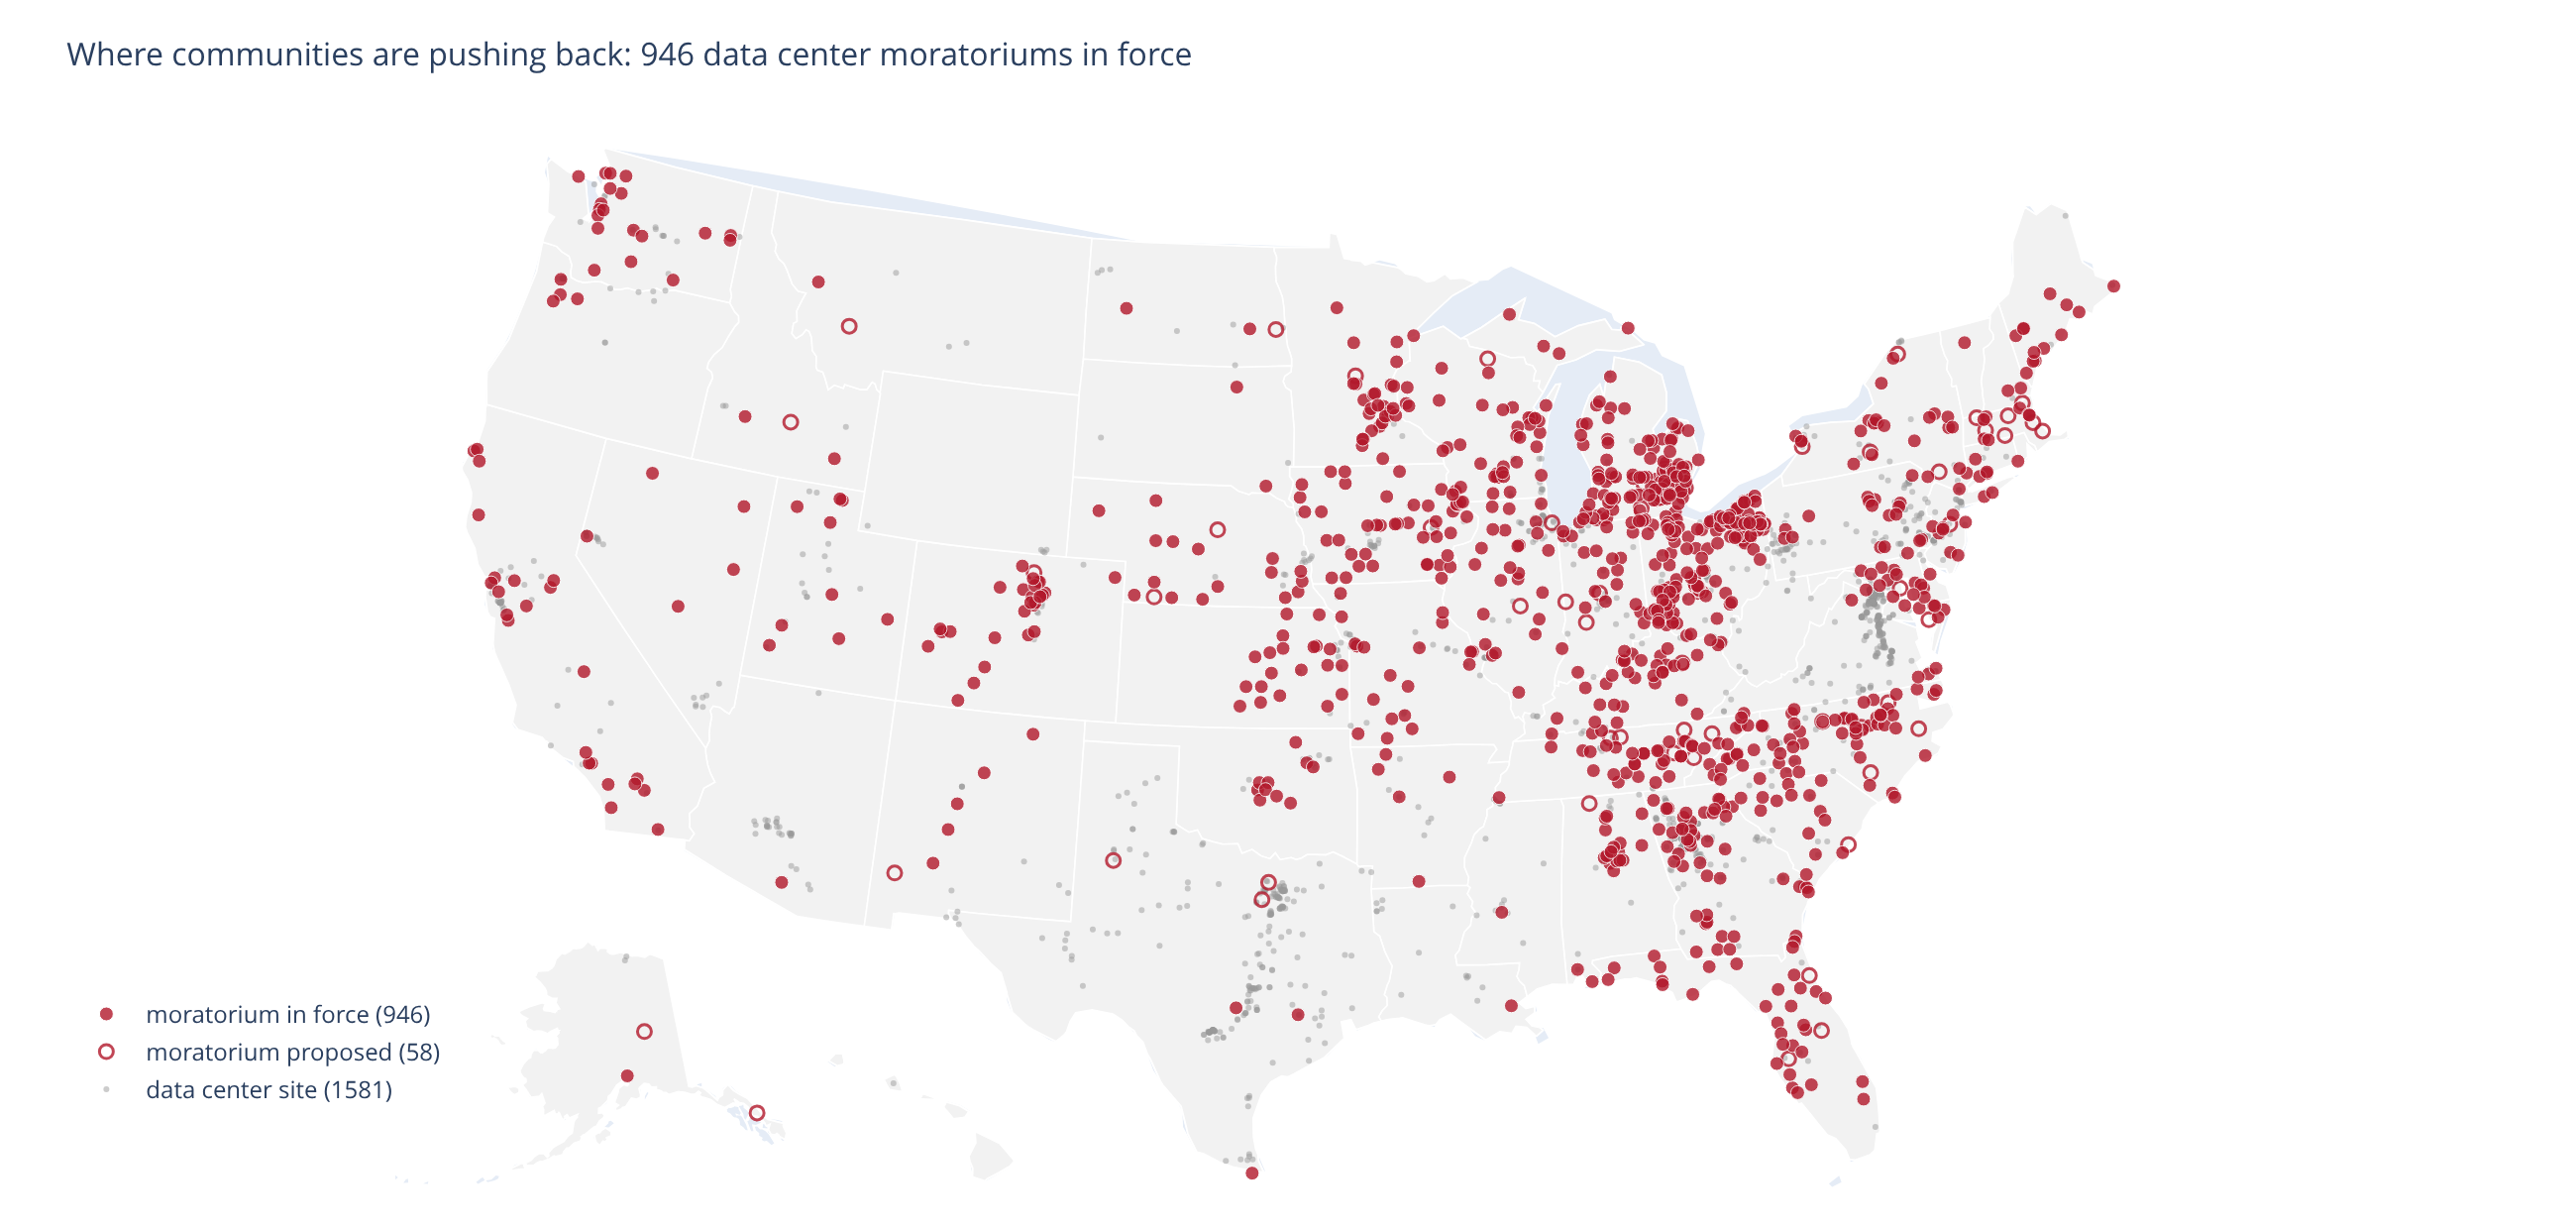 Where communities are pushing back: 946 data center moratoriums in force
moratorium in force (946)
moratorium proposed (58)
data center site (1581)